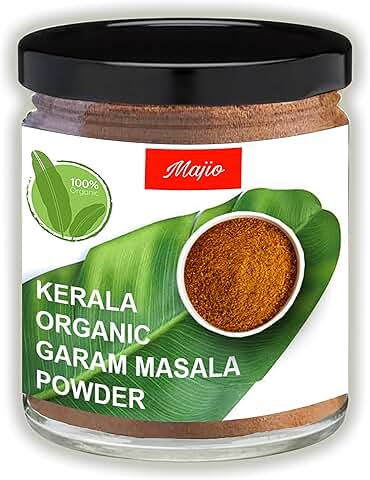 Majio
100%
Organic
KERALA
ORGANIC
GARAM MASALA
POWDER